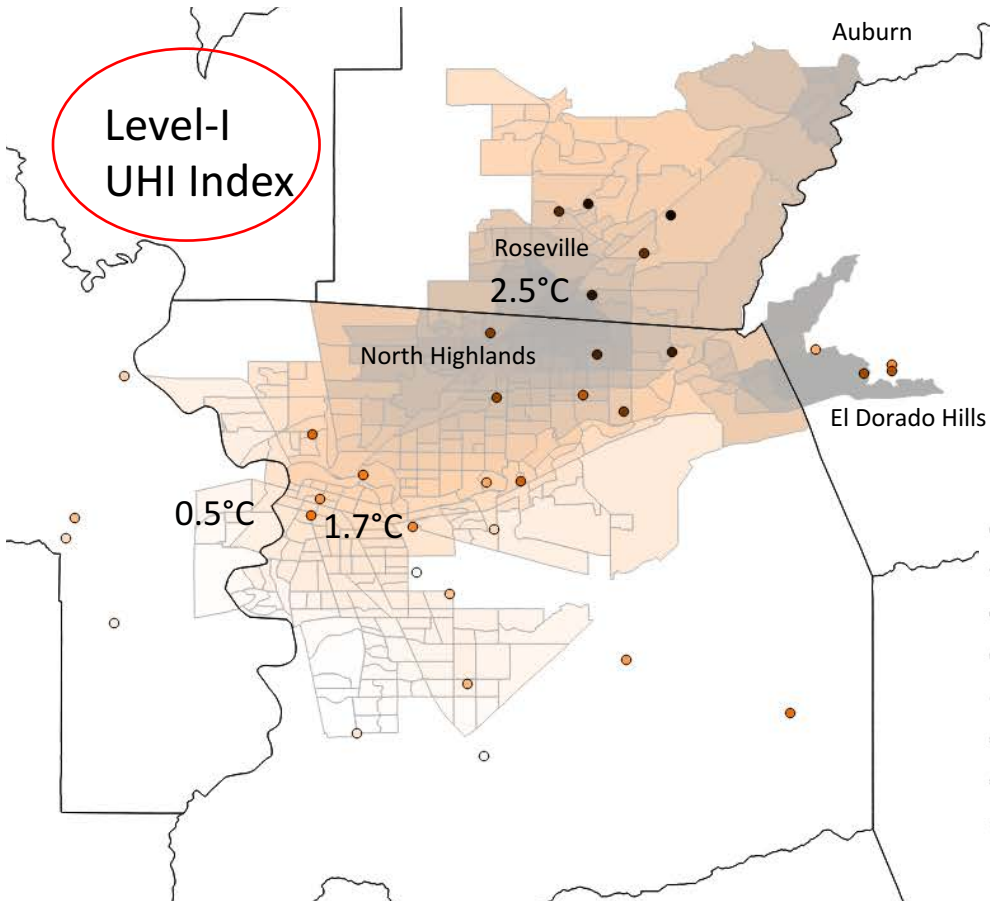 Auburn
Level-I
UHI Index
Roseville
2.5°C
North Highlands
El Dorado Hills
0.5°C
1.7°C